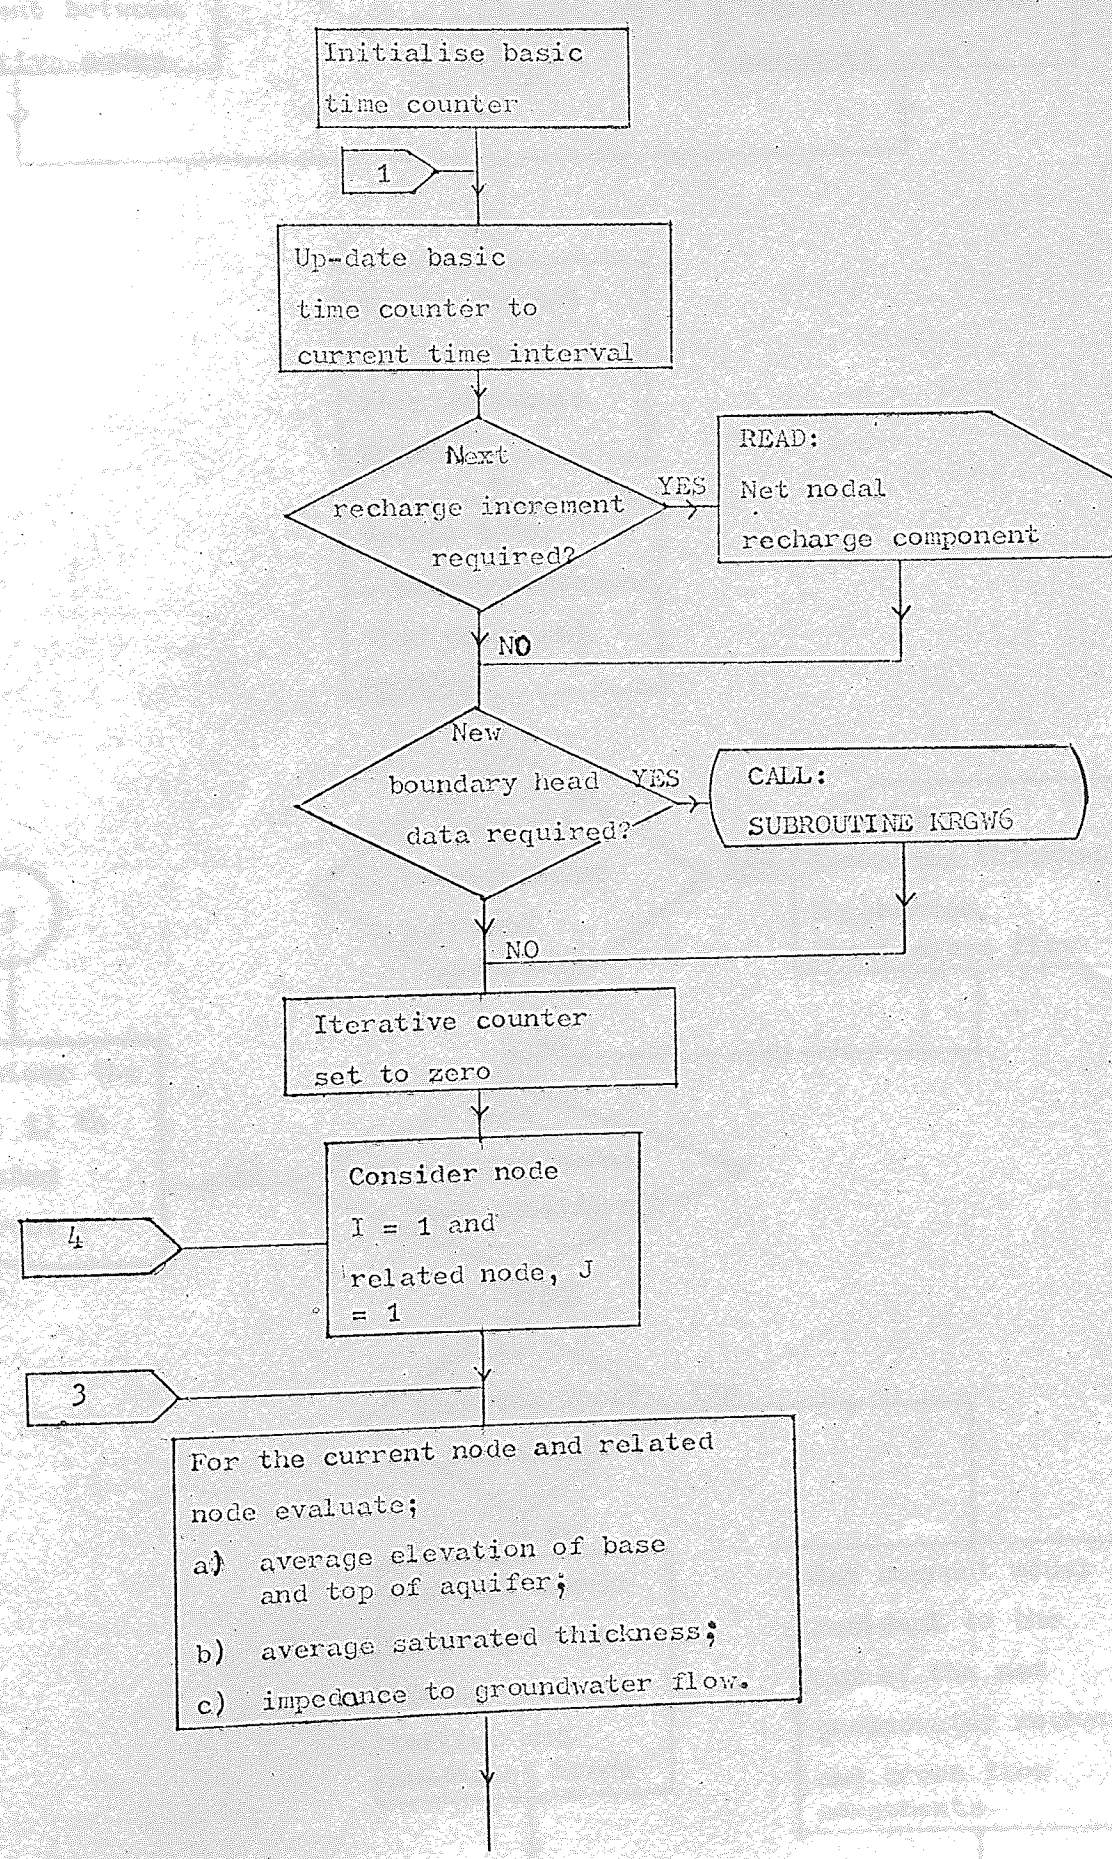 Initialise basic
time counter
1
Up-date basic
time counter to
current time interval
Next
recharge increment
required?
YES
READ:
Net nodal
recharge component
NO
New
boundary head
data required?
YES
CALL:
SUBROUTINE KRGW6
NO
Iterative counter
set to zero
Consider node
I = 1 and
related node, J
= 1
4
3
For the current node and related
node evaluate;
a) average elevation of base
and top of aquifer;
b) average saturated thickness;
c) impedance to groundwater flow.